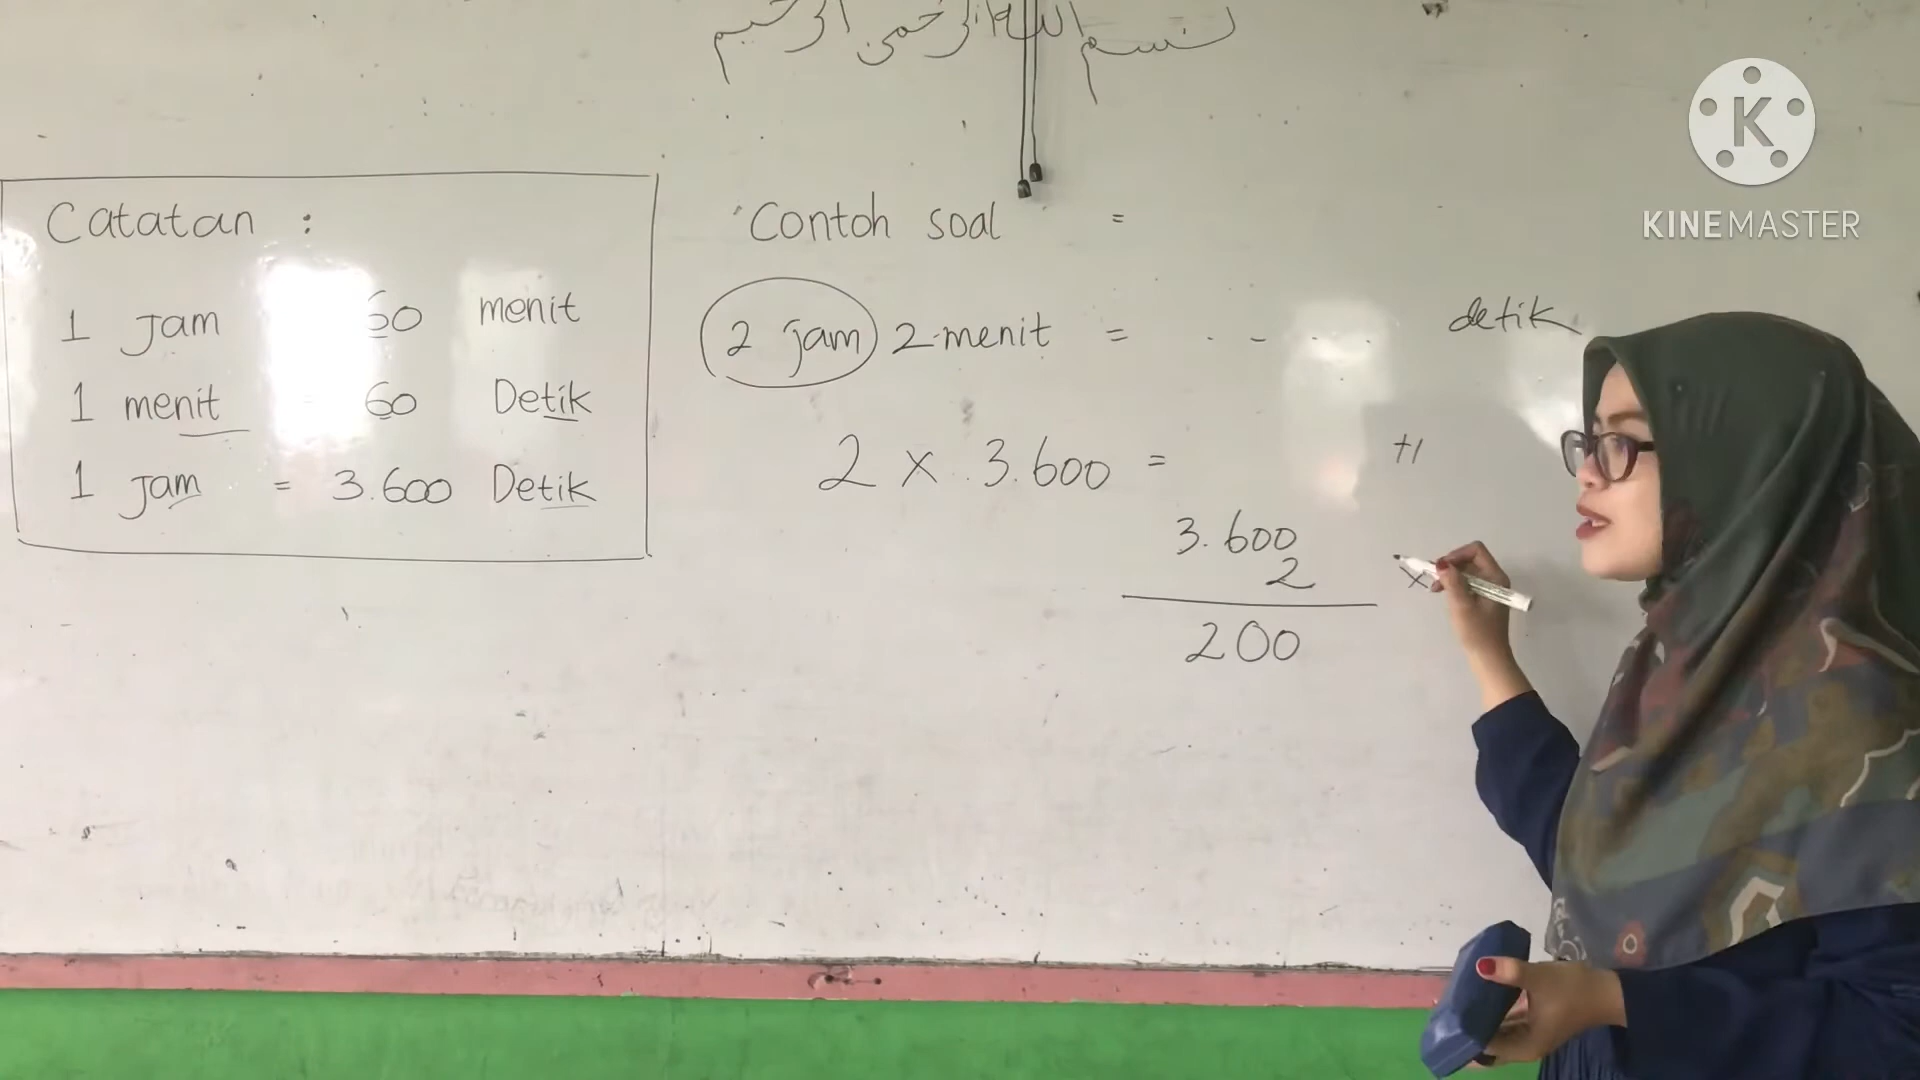 بسم الله الرحمن الرحيم
KINEMASTER
Catatan :
1 Jam 60 menit
1 menit = 60 Detik
1 Jam = 3.600 Detik
Contoh soal =
2 jam 2 menit = . - . . detik
2 x 3.600 = +1
3.600
2 x
200